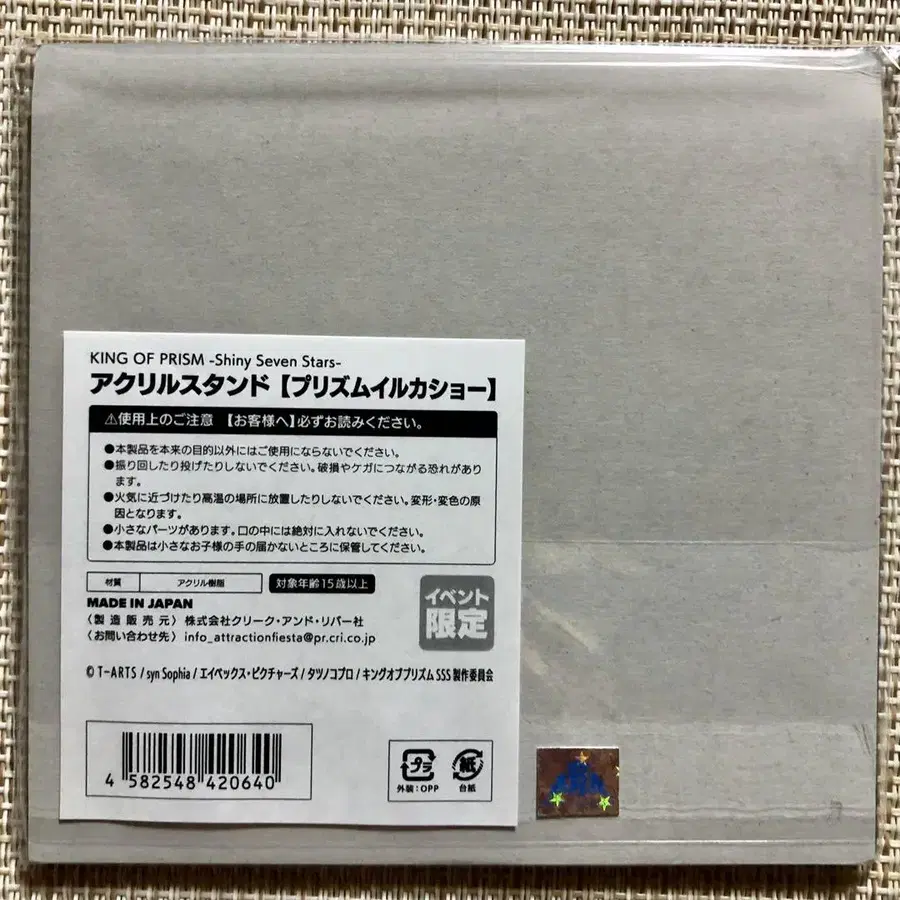 KING OF PRISM -Shiny Seven Stars-
アクリルスタンド【プリズムイルカショー】
⚠使用上のご注意 【お客様へ】必ずお読みください。
●本製品を本来の目的以外にはご使用にならないでください。
●振り回したり投げたりしないでください。破損やケガにつながる恐れがあり
ます。
●火気に近づけたり高温の場所に放置したりしないでください。変形・変色の原
因となります。
●小さなパーツがあります。口の中には絶対に入れないでください。
●本製品は小さなお子様の手の届かないところに保管してください。
材質 アクリル樹脂 対象年齢15歳以上
MADE IN JAPAN
〈製造販売元〉株式会社クリーク・アンド・リバー社
〈お問い合わせ先〉info_attractionfiesta@pr.cri.co.jp
イベント
限定
© T-ARTS / syn Sophia / エイベックス・ピクチャーズ / タツノコプロ / キングオブプリズムSSS製作委員会
4 582548 420640
プラ
外装:OPP
紙
台紙